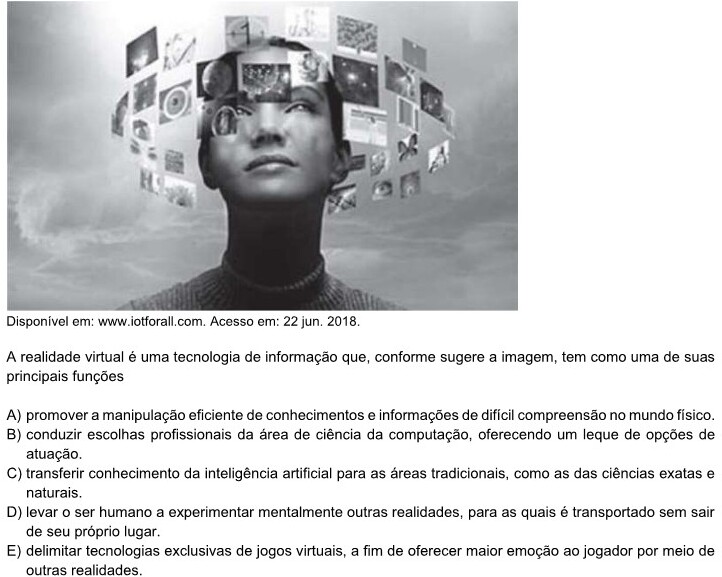 Disponível em: www.iotforall.com. Acesso em: 22 jun. 2018.
A realidade virtual é uma tecnologia de informação que, conforme sugere a imagem, tem como uma de suas
principais funções
A) promover a manipulação eficiente de conhecimentos e informações de difícil compreensão no mundo físico.
B) conduzir escolhas profissionais da área de ciência da computação, oferecendo um leque de opções de
atuação.
C) transferir conhecimento da inteligência artificial para as áreas tradicionais, como as das ciências exatas e
naturais.
D) levar o ser humano a experimentar mentalmente outras realidades, para as quais é transportado sem sair
de seu próprio lugar.
E) delimitar tecnologias exclusivas de jogos virtuais, a fim de oferecer maior emoção ao jogador por meio de
outras realidades.